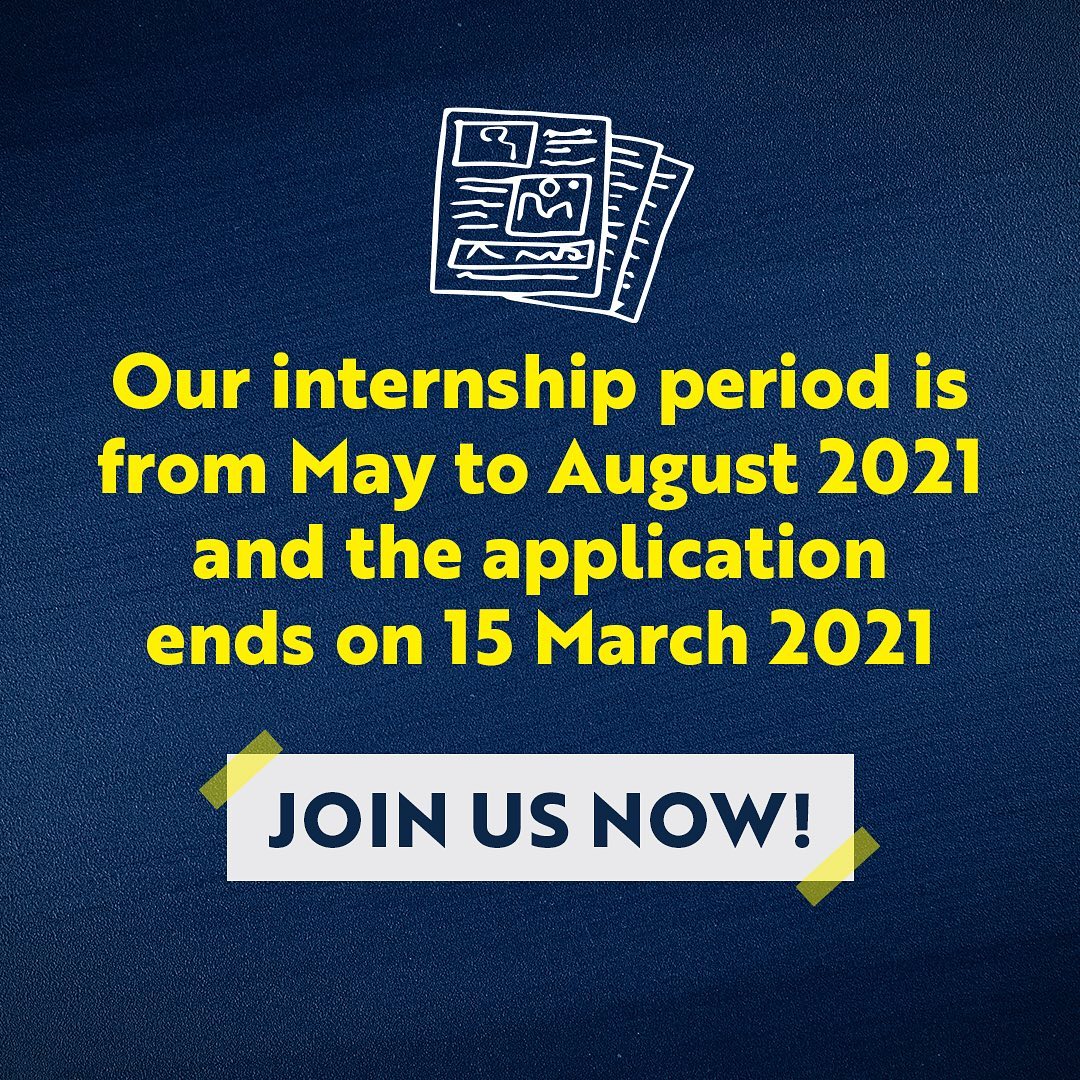 Our internship period is
from May to August 2021
and the application
ends on 15 March 2021
JOIN US NOW!